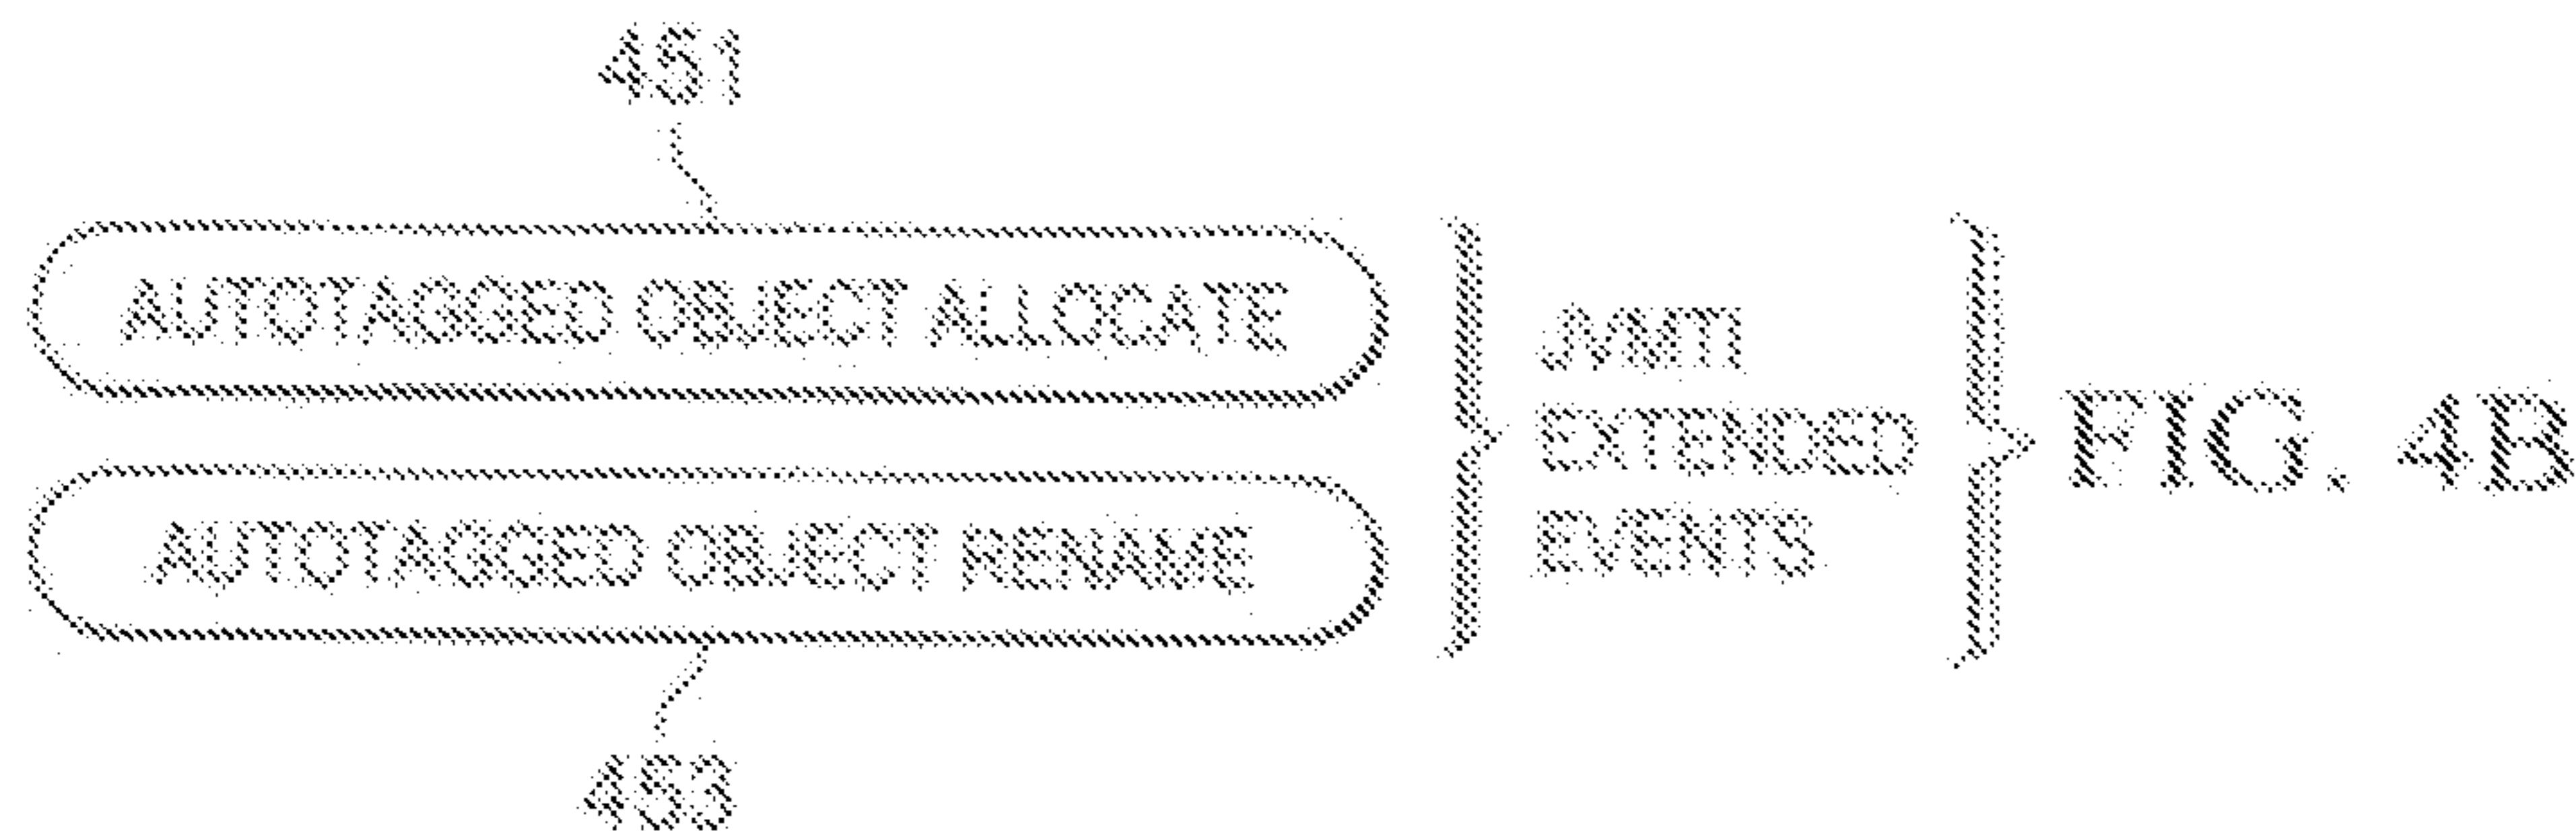 451
AUTOTAGGED OBJECT ALLOCATE
AUTOTAGGED OBJECT RENAME
453
JVMTI
EXTENDED
EVENTS
FIG. 4B